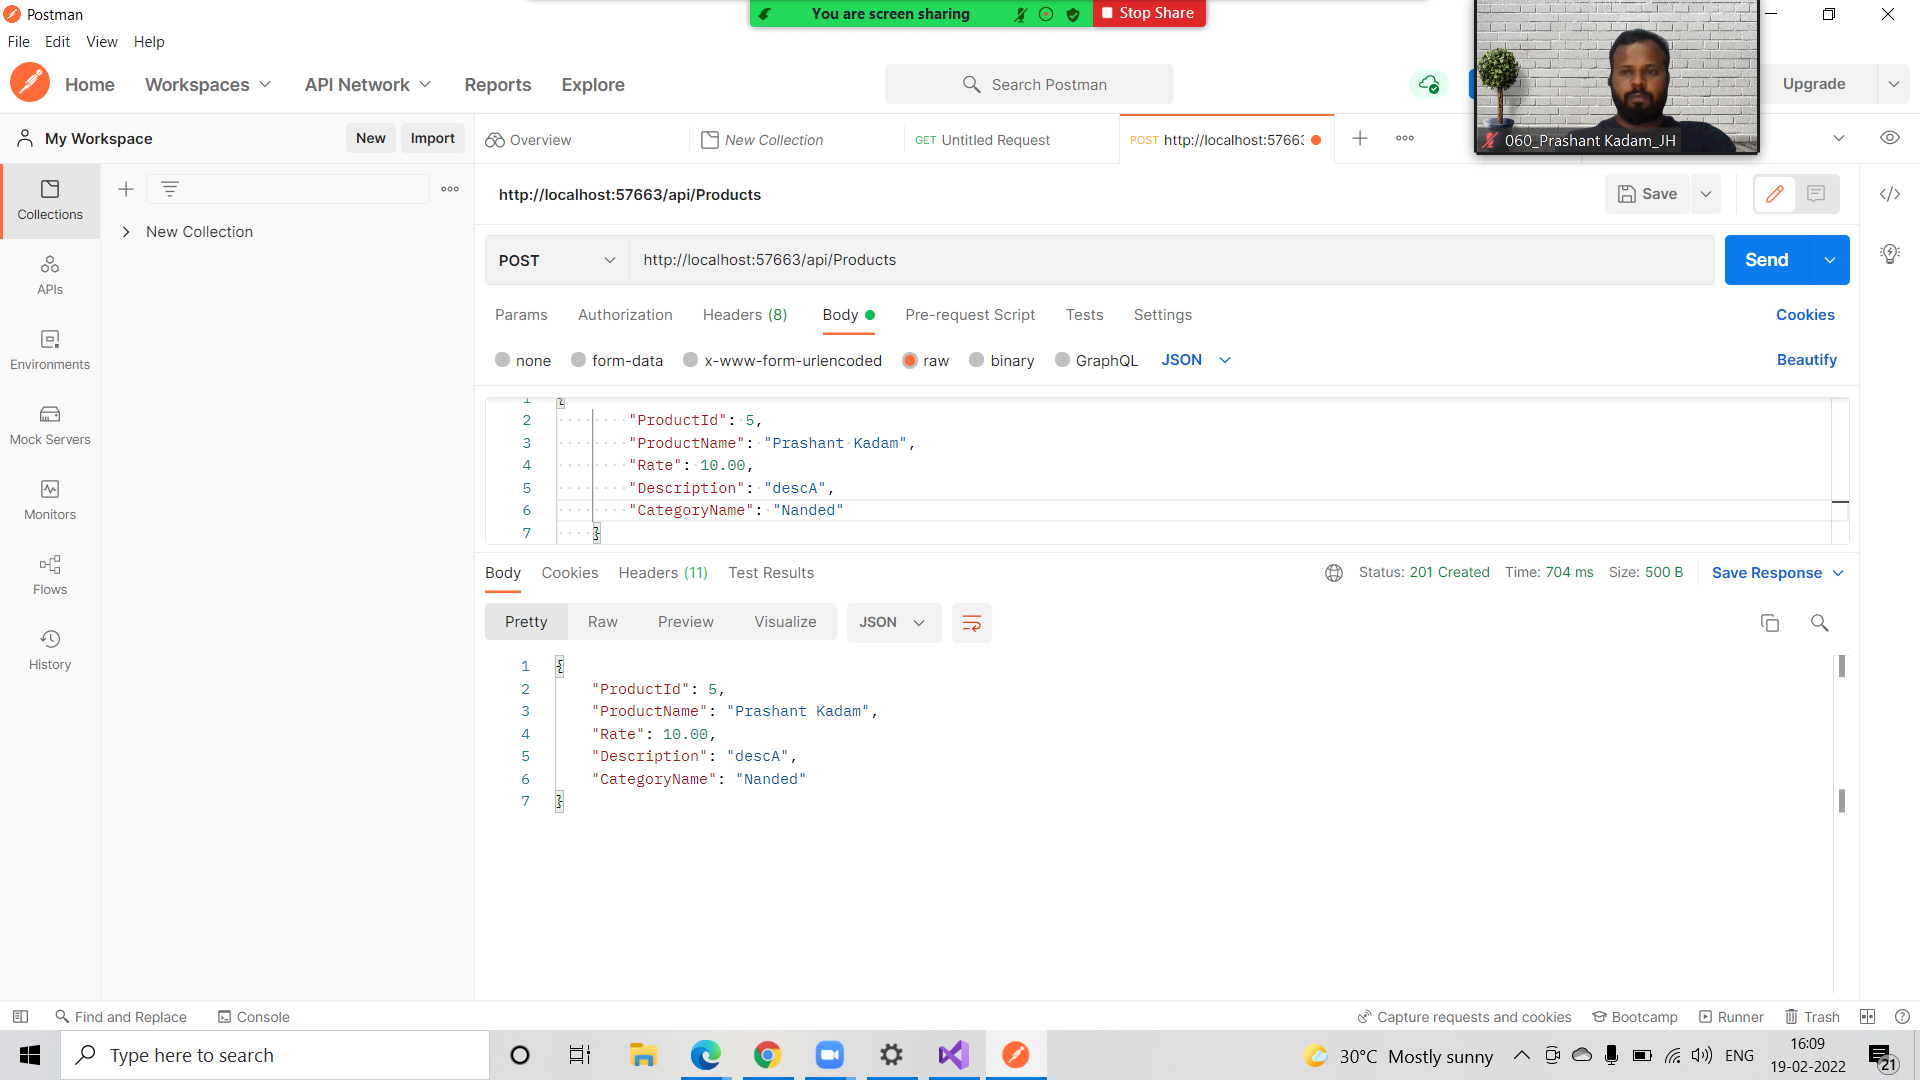 Postman
You are screen sharing
Stop Share
File Edit View Help
Home Workspaces API Network Reports Explore
Search Postman
Upgrade
060_Prashant Kadam_JH
My Workspace
New Import
Overview
New Collection
GET Untitled Request
POST http://localhost:5766
Collections
APIs
Environments
Mock Servers
Monitors
Flows
History
New Collection
http://localhost:57663/api/Products
Save
POST http://localhost:57663/api/Products
Send
Params Authorization Headers (8) Body Pre-request Script Tests Settings
Cookies
none form-data x-www-form-urlencoded raw binary GraphQL JSON
Beautify
1 {
2 "ProductId": 5,
3 "ProductName": "Prashant Kadam",
4 "Rate": 10.00,
5 "Description": "descA",
6 "CategoryName": "Nanded"
7 }
Body Cookies Headers (11) Test Results
Status: 201 Created Time: 704 ms Size: 500 B Save Response
Pretty Raw Preview Visualize JSON
1 {
2 "ProductId": 5,
3 "ProductName": "Prashant Kadam",
4 "Rate": 10.00,
5 "Description": "descA",
6 "CategoryName": "Nanded"
7 }
Find and Replace Console
Capture requests and cookies Bootcamp Runner Trash
Type here to search
30°C Mostly sunny
ENG
16:09
19-02-2022
21